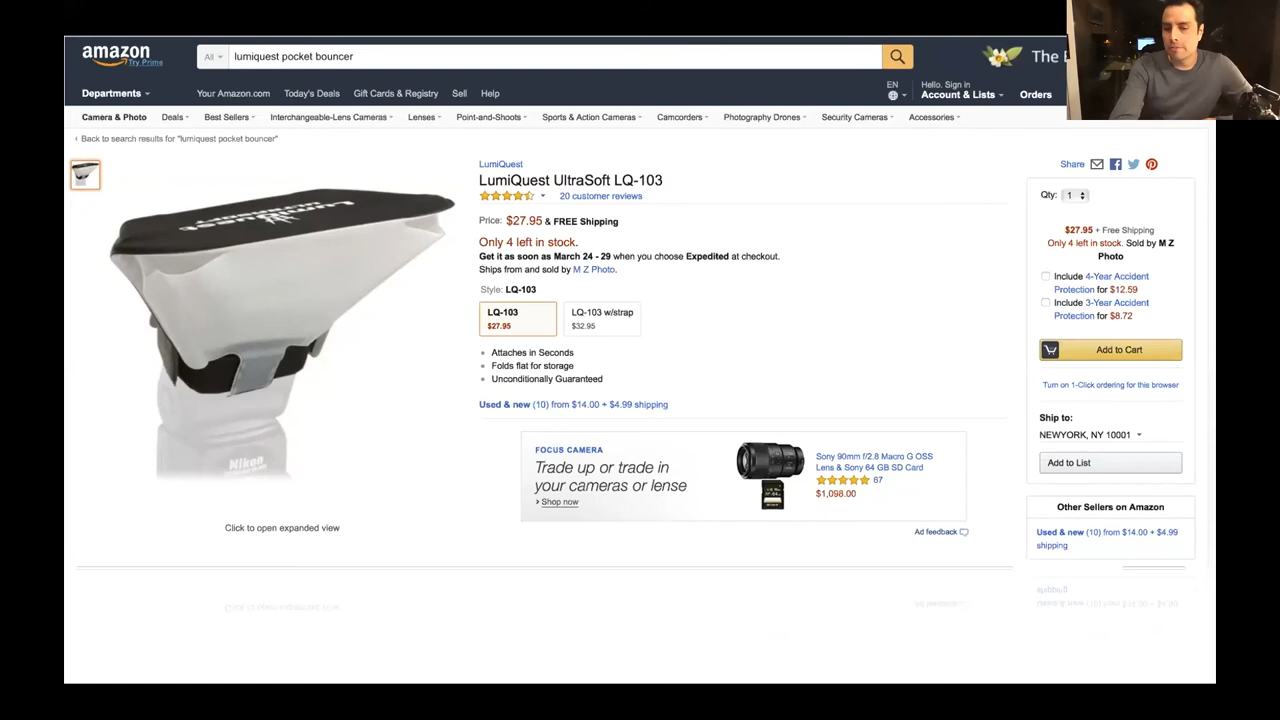 amazon
Try Prime
All
lumiquest pocket bouncer
The
Departments
Your Amazon.com
Today's Deals
Gift Cards & Registry
Sell
Help
EN
Hello. Sign in
Account & Lists
Orders
Camera & Photo
Deals
Best Sellers
Interchangeable-Lens Cameras
Lenses
Point-and-Shoots
Sports & Action Cameras
Camcorders
Photography Drones
Security Cameras
Accessories
‹ Back to search results for "lumiquest pocket bouncer"
LumiQuest
LumiQuest UltraSoft LQ-103
20 customer reviews
Price: $27.95 & FREE Shipping
Only 4 left in stock.
Get it as soon as March 24 - 29 when you choose Expedited at checkout.
Ships from and sold by M Z Photo.
Style: LQ-103
LQ-103
$27.95
LQ-103 w/strap
$32.95
Attaches in Seconds
Folds flat for storage
Unconditionally Guaranteed
Used & new (10) from $14.00 + $4.99 shipping
LumiQuest
ULTRASOFT
Nikon
Click to open expanded view
FOCUS CAMERA
Trade up or trade in
your cameras or lense
› Shop now
Sony 90mm f/2.8 Macro G OSS
Lens & Sony 64 GB SD Card
67
$1,098.00
Ad feedback
Share
Qty: 1
$27.95 + Free Shipping
Only 4 left in stock. Sold by M Z
Photo
Include 4-Year Accident
Protection for $12.59
Include 3-Year Accident
Protection for $8.72
Add to Cart
Turn on 1-Click ordering for this browser
Ship to:
NEWYORK, NY 10001
Add to List
Other Sellers on Amazon
Used & new (10) from $14.00 + $4.99
shipping